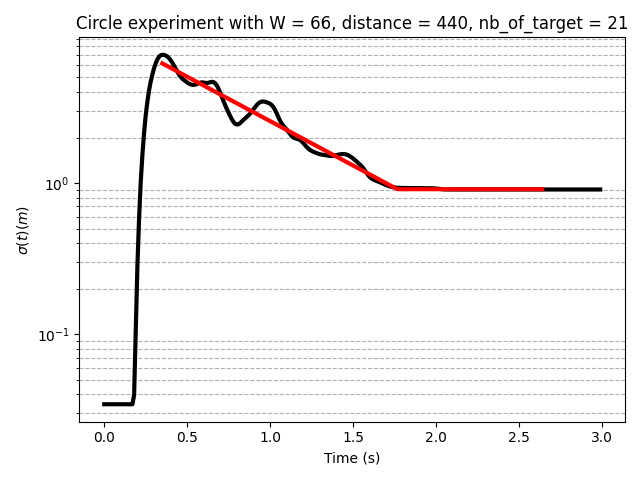 Circle experiment with W = 66, distance = 440, nb_of_target = 21
10⁰
10⁻¹
σ(t)(m)
0.0 0.5 1.0 1.5 2.0 2.5 3.0
Time (s)